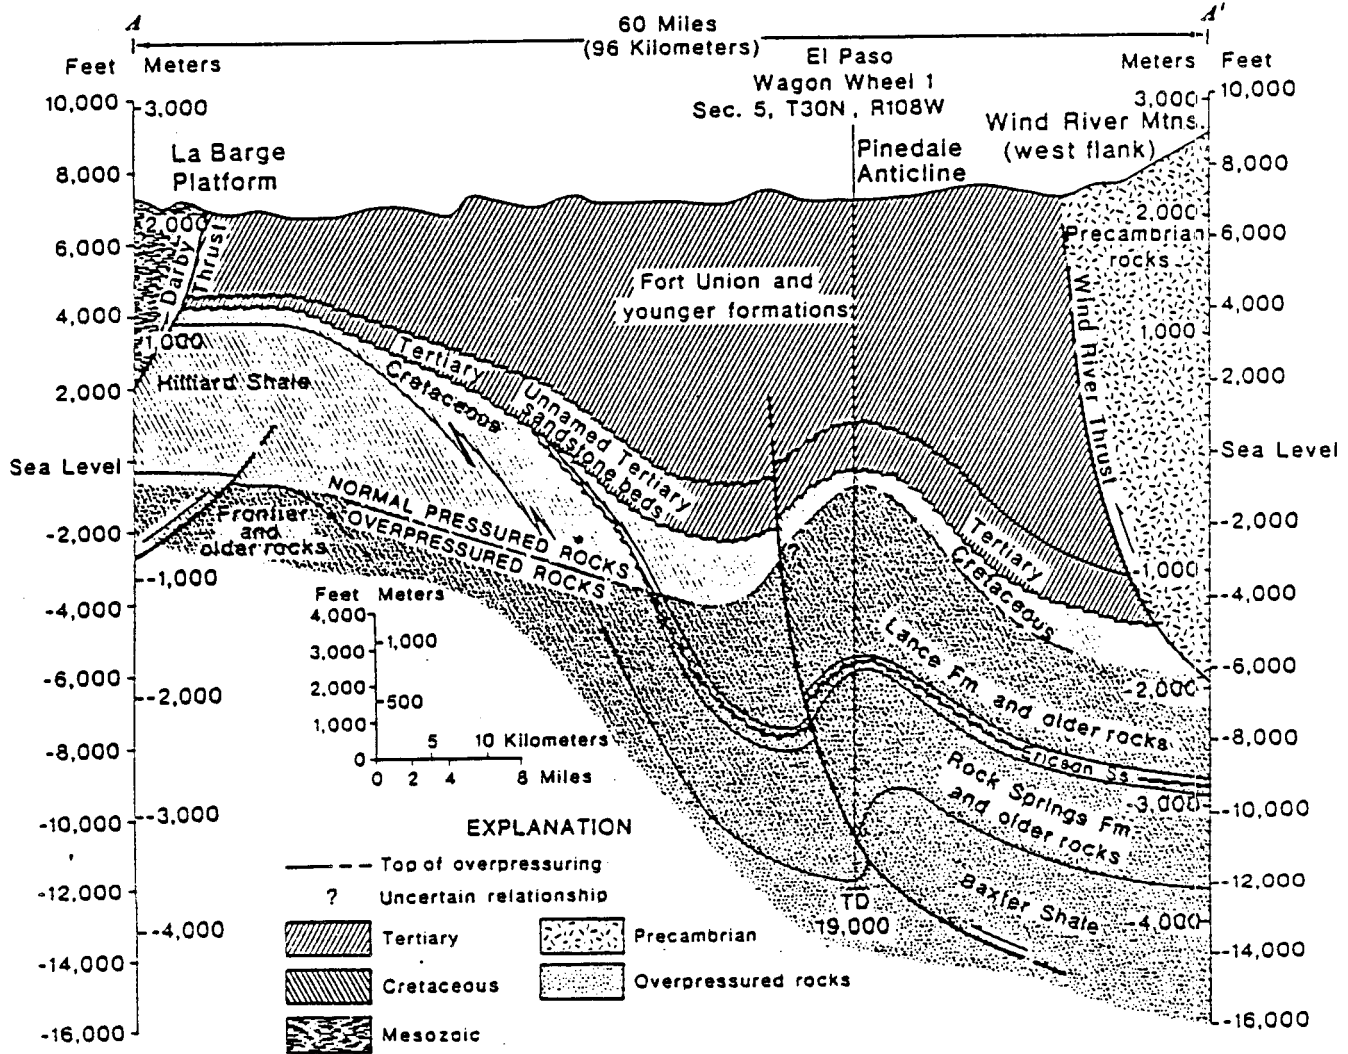 A
A'
60 Miles
(96 Kilometers)
El Paso
Wagon Wheel 1
Sec. 5, T30N, R108W
Feet Meters
Meters Feet
10,000
3,000
8,000
6,000
2,000
4,000
1,000
2,000
Sea Level
-2,000
-1,000
-4,000
-6,000
-2,000
-8,000
-10,000
-3,000
-12,000
-4,000
-14,000
-16,000
La Barge
Platform
Darby
Thrust
Hilliard Shale
Frontier
and
older rocks
NORMAL PRESSURED ROCKS
OVERPRESSURED ROCKS
Tertiary
Cretaceous
Unnamed Tertiary
sandstone beds
Fort Union and
younger formations
Pinedale
Anticline
Wind River Mtns.
(west flank)
Precambrian
rocks
Wind River Thrust
Tertiary
Cretaceous
?
Lance Fm. and older rocks
Ericson Ss
Rock Springs Fm
and older rocks
Baxter Shale
TD
19,000
10,000
3,000
8,000
2,000
6,000
4,000
1,000
2,000
Sea Level
-2,000
-1,000
-4,000
-6,000
-2,000
-8,000
-3,000
-10,000
-12,000
-4,000
-14,000
-16,000
Feet Meters
4,000
1,000
3,000
2,000
500
1,000
0
5 10 Kilometers
0 2 4 8 Miles
EXPLANATION
Top of overpressuring
? Uncertain relationship
Tertiary
Precambrian
Cretaceous
Overpressured rocks
Mesozoic